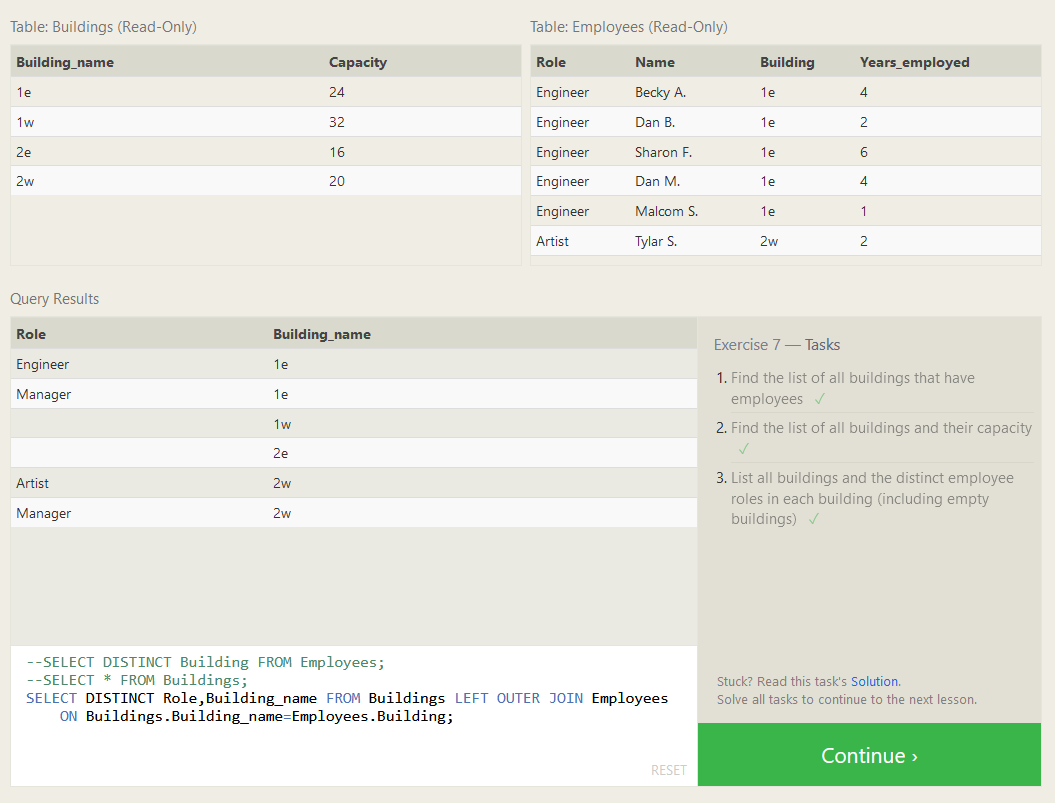 Table: Buildings (Read-Only)
Building_name Capacity
1e 24
1w 32
2e 16
2w 20
Table: Employees (Read-Only)
Role Name Building Years_employed
Engineer Becky A. 1e 4
Engineer Dan B. 1e 2
Engineer Sharon F. 1e 6
Engineer Dan M. 1e 4
Engineer Malcom S. 1e 1
Artist Tylar S. 2w 2
Query Results
Role Building_name
Engineer 1e
Manager 1e
1w
2e
Artist 2w
Manager 2w
--SELECT DISTINCT Building FROM Employees;
--SELECT * FROM Buildings;
SELECT DISTINCT Role,Building_name FROM Buildings LEFT OUTER JOIN Employees
ON Buildings.Building_name=Employees.Building;
RESET
Exercise 7 — Tasks
1. Find the list of all buildings that have
employees ✓
2. Find the list of all buildings and their capacity
✓
3. List all buildings and the distinct employee
roles in each building (including empty
buildings) ✓
Stuck? Read this task's Solution.
Solve all tasks to continue to the next lesson.
Continue ›